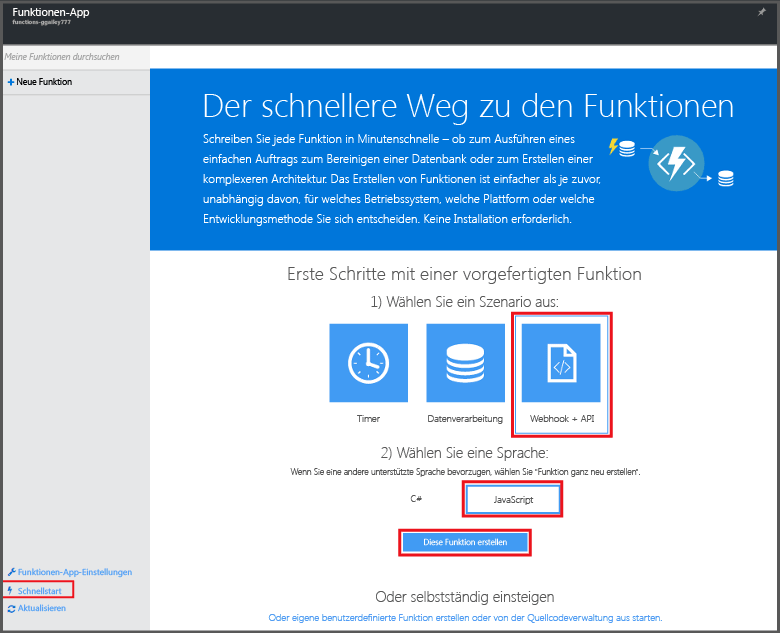 Funktionen-App
functions-ggailey777
Meine Funktionen durchsuchen
Neue Funktion
Der schnellere Weg zu den Funktionen
Schreiben Sie jede Funktion in Minutenschnelle – ob zum Ausführen eines
einfachen Auftrags zum Bereinigen einer Datenbank oder zum Erstellen einer
komplexeren Architektur. Das Erstellen von Funktionen ist einfacher als je zuvor,
unabhängig davon, für welches Betriebssystem, welche Plattform oder welche
Entwicklungsmethode Sie sich entscheiden. Keine Installation erforderlich.
Erste Schritte mit einer vorgefertigten Funktion
1) Wählen Sie ein Szenario aus:
Timer
Datenverarbeitung
Webhook + API
2) Wählen Sie eine Sprache:
Wenn Sie eine andere unterstützte Sprache bevorzugen, wählen Sie "Funktion ganz neu erstellen".
C#
JavaScript
Diese Funktion erstellen
Oder selbstständig einsteigen
Oder eigene benutzerdefinierte Funktion erstellen oder von der Quellcodeverwaltung aus starten.
Funktionen-App-Einstellungen
Schnellstart
Aktualisieren